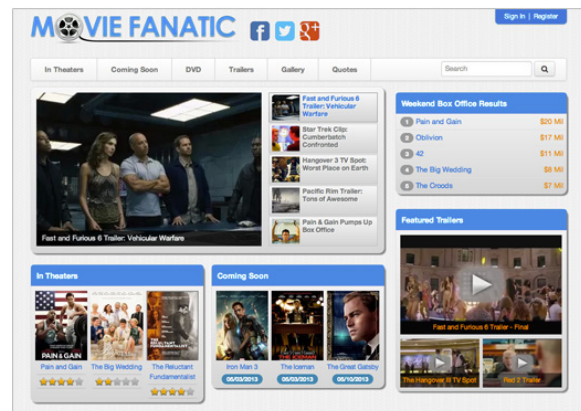 MOVIE FANATIC
Sign In | Register
In Theaters
Coming Soon
DVD
Trailers
Gallery
Quotes
Search
Fast and Furious 6 Trailer: Vehicular Warfare
Fast and Furious 6
Trailer: Vehicular
Warfare
Star Trek Clip:
Cumberbatch
Confronted
Hangover 3 TV Spot:
Worst Place on Earth
Pacific Rim Trailer:
Tons of Awesome
Pain & Gain Pumps Up
Box Office
Weekend Box Office Results
1 Pain and Gain $20 Mil
2 Oblivion $17 Mil
3 42 $11 Mil
4 The Big Wedding $8 Mil
5 The Croods $7 Mil
Featured Trailers
Fast and Furious 6 Trailer - Final
The Hangover III TV Spot
Red 2 Trailer
In Theaters
PAIN & GAIN
Pain and Gain
The Big Wedding
The Reluctant
Fundamentalist
Coming Soon
THE ICEMAN
Iron Man 3
The Iceman
The Great Gatsby
05/03/2013
05/03/2013
05/10/2013